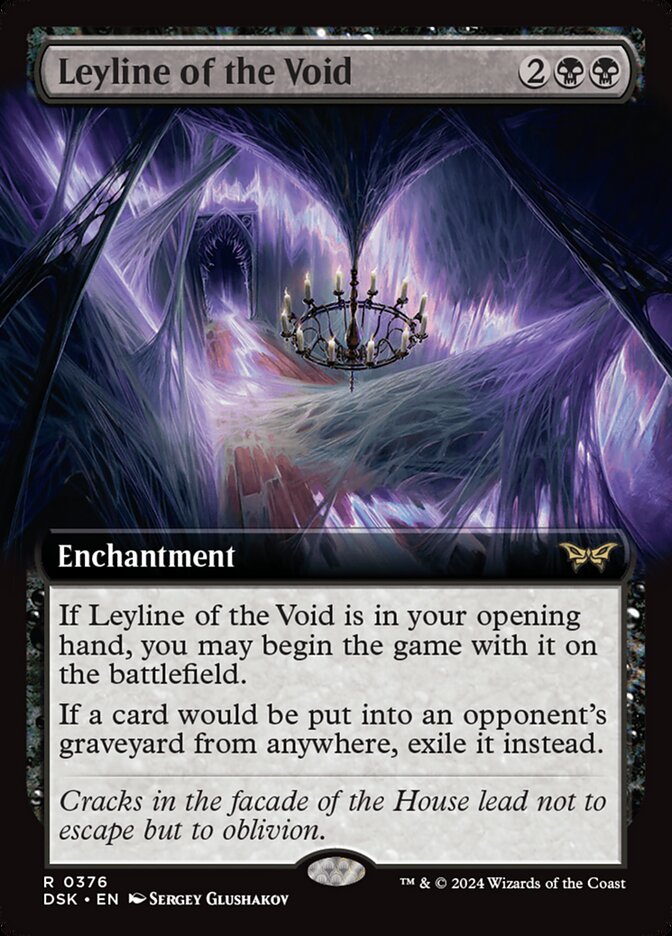 Leyline of the Void 2
Enchantment
If Leyline of the Void is in your opening
hand, you may begin the game with it on
the battlefield.
If a card would be put into an opponent's
graveyard from anywhere, exile it instead.
Cracks in the facade of the House lead not to
escape but to oblivion.
R 0376
DSK • EN Sergey Glushakov
™ & © 2024 Wizards of the Coast